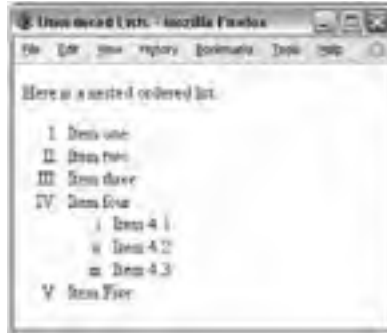 Unordered Lists - Mozilla Firefox
File Edit View History Bookmarks Tools Help
Here is a nested ordered list.
I. Item one
II. Item two
III. Item three
IV. Item four
i. Item 4.1
ii. Item 4.2
iii. Item 4.3
V. Item Five